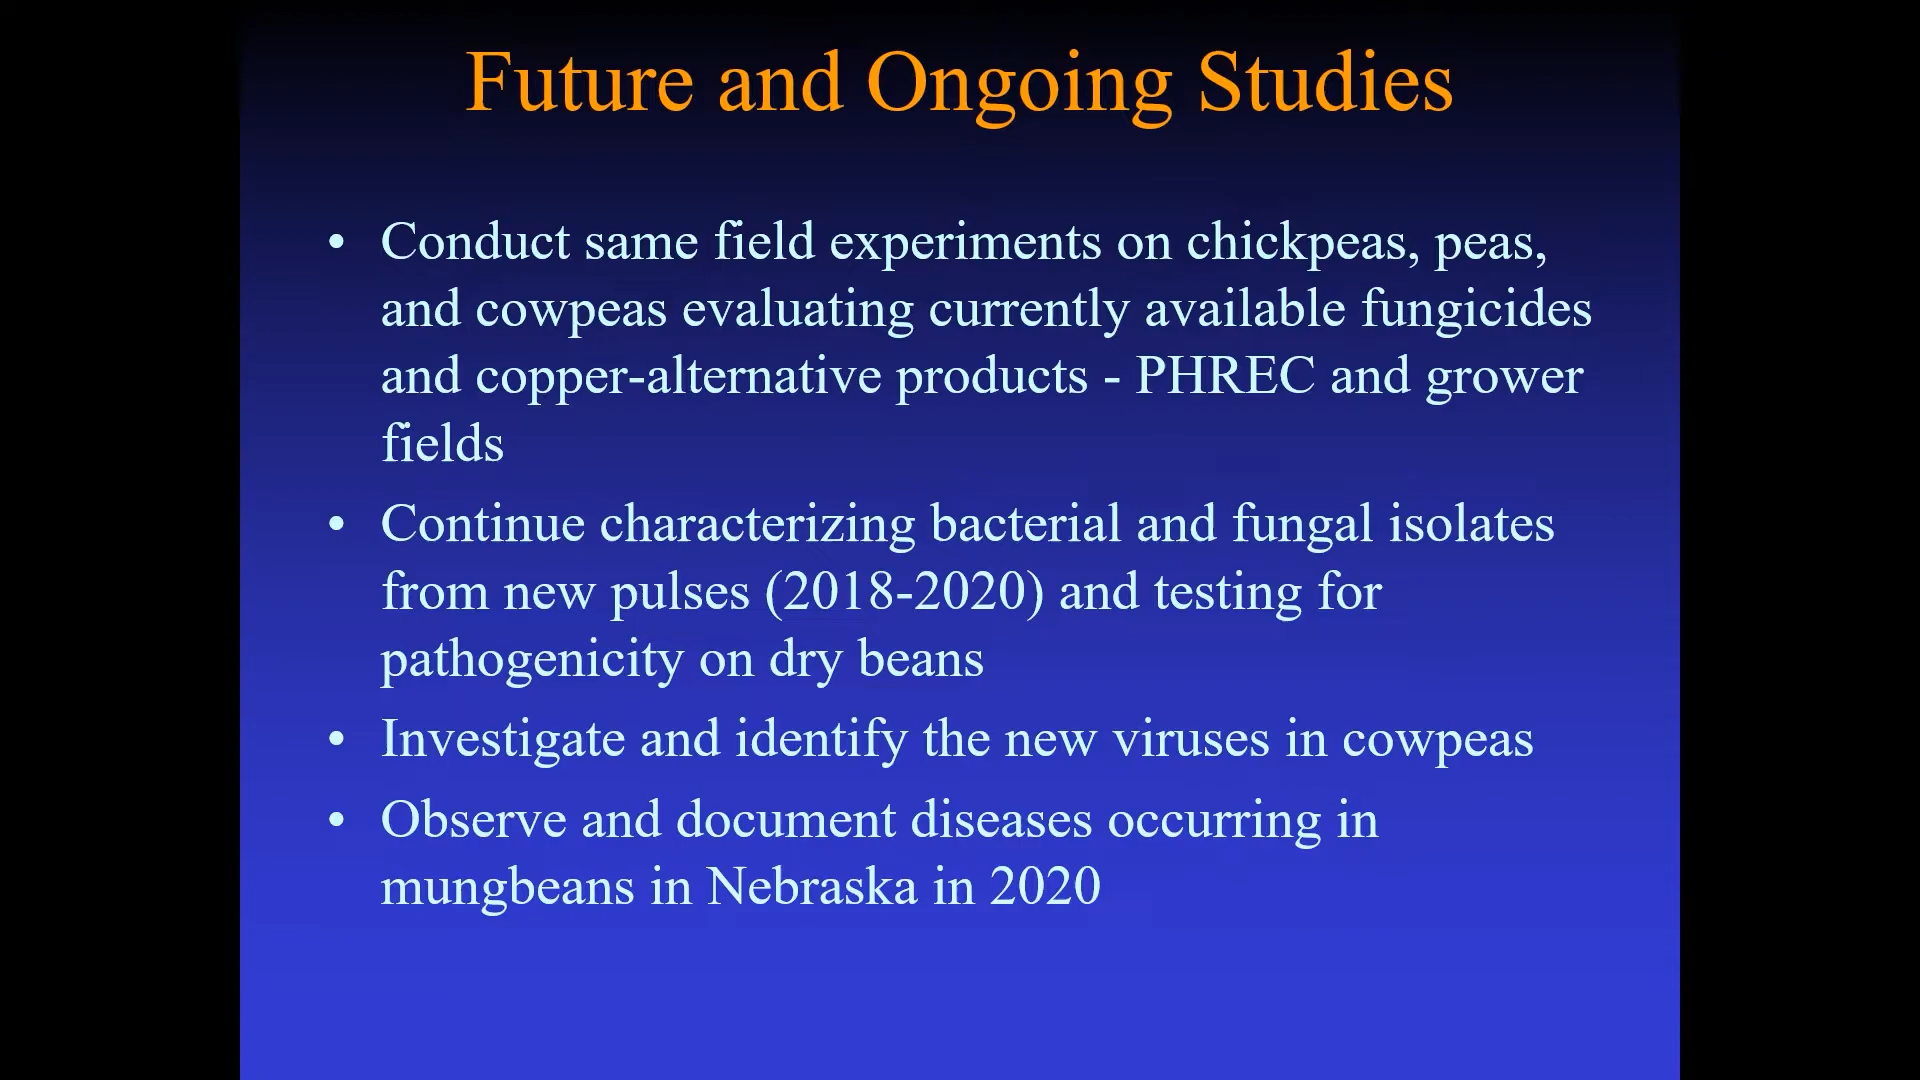 Future and Ongoing Studies
• Conduct same field experiments on chickpeas, peas,
and cowpeas evaluating currently available fungicides
and copper-alternative products - PHREC and grower
fields
• Continue characterizing bacterial and fungal isolates
from new pulses (2018-2020) and testing for
pathogenicity on dry beans
• Investigate and identify the new viruses in cowpeas
• Observe and document diseases occurring in
mungbeans in Nebraska in 2020